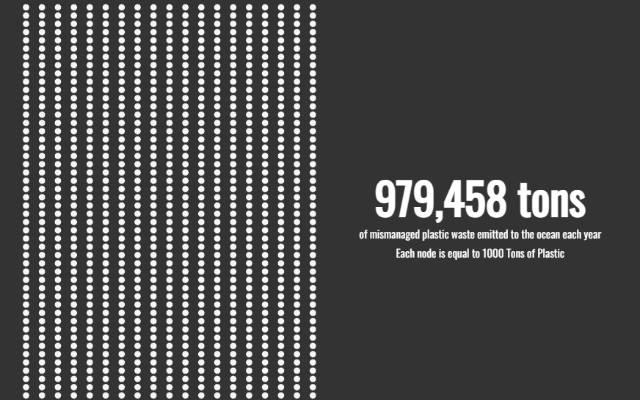 979,458 tons
of mismanaged plastic waste emitted to the ocean each year
Each node is equal to 1000 Tons of Plastic